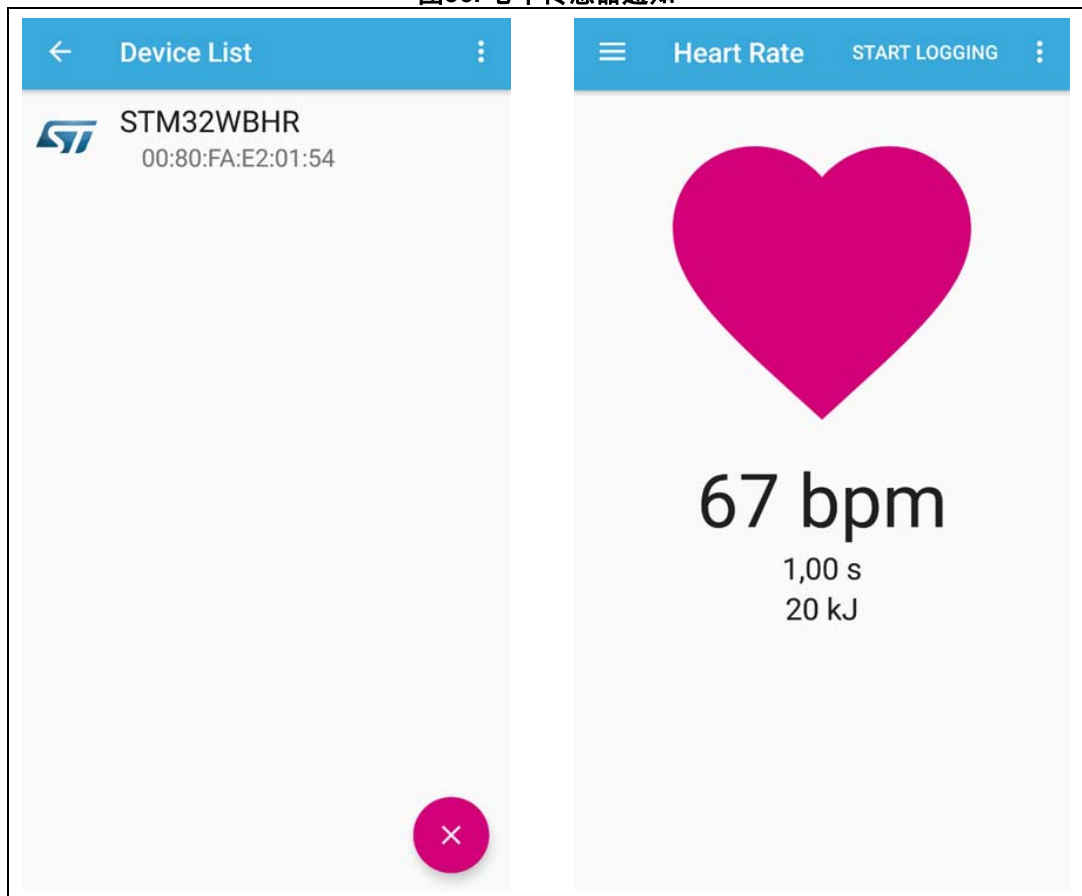 Device List
STM32WBHR
00:80:FA:E2:01:54
Heart Rate
START LOGGING
67 bpm
1,00 s
20 kJ